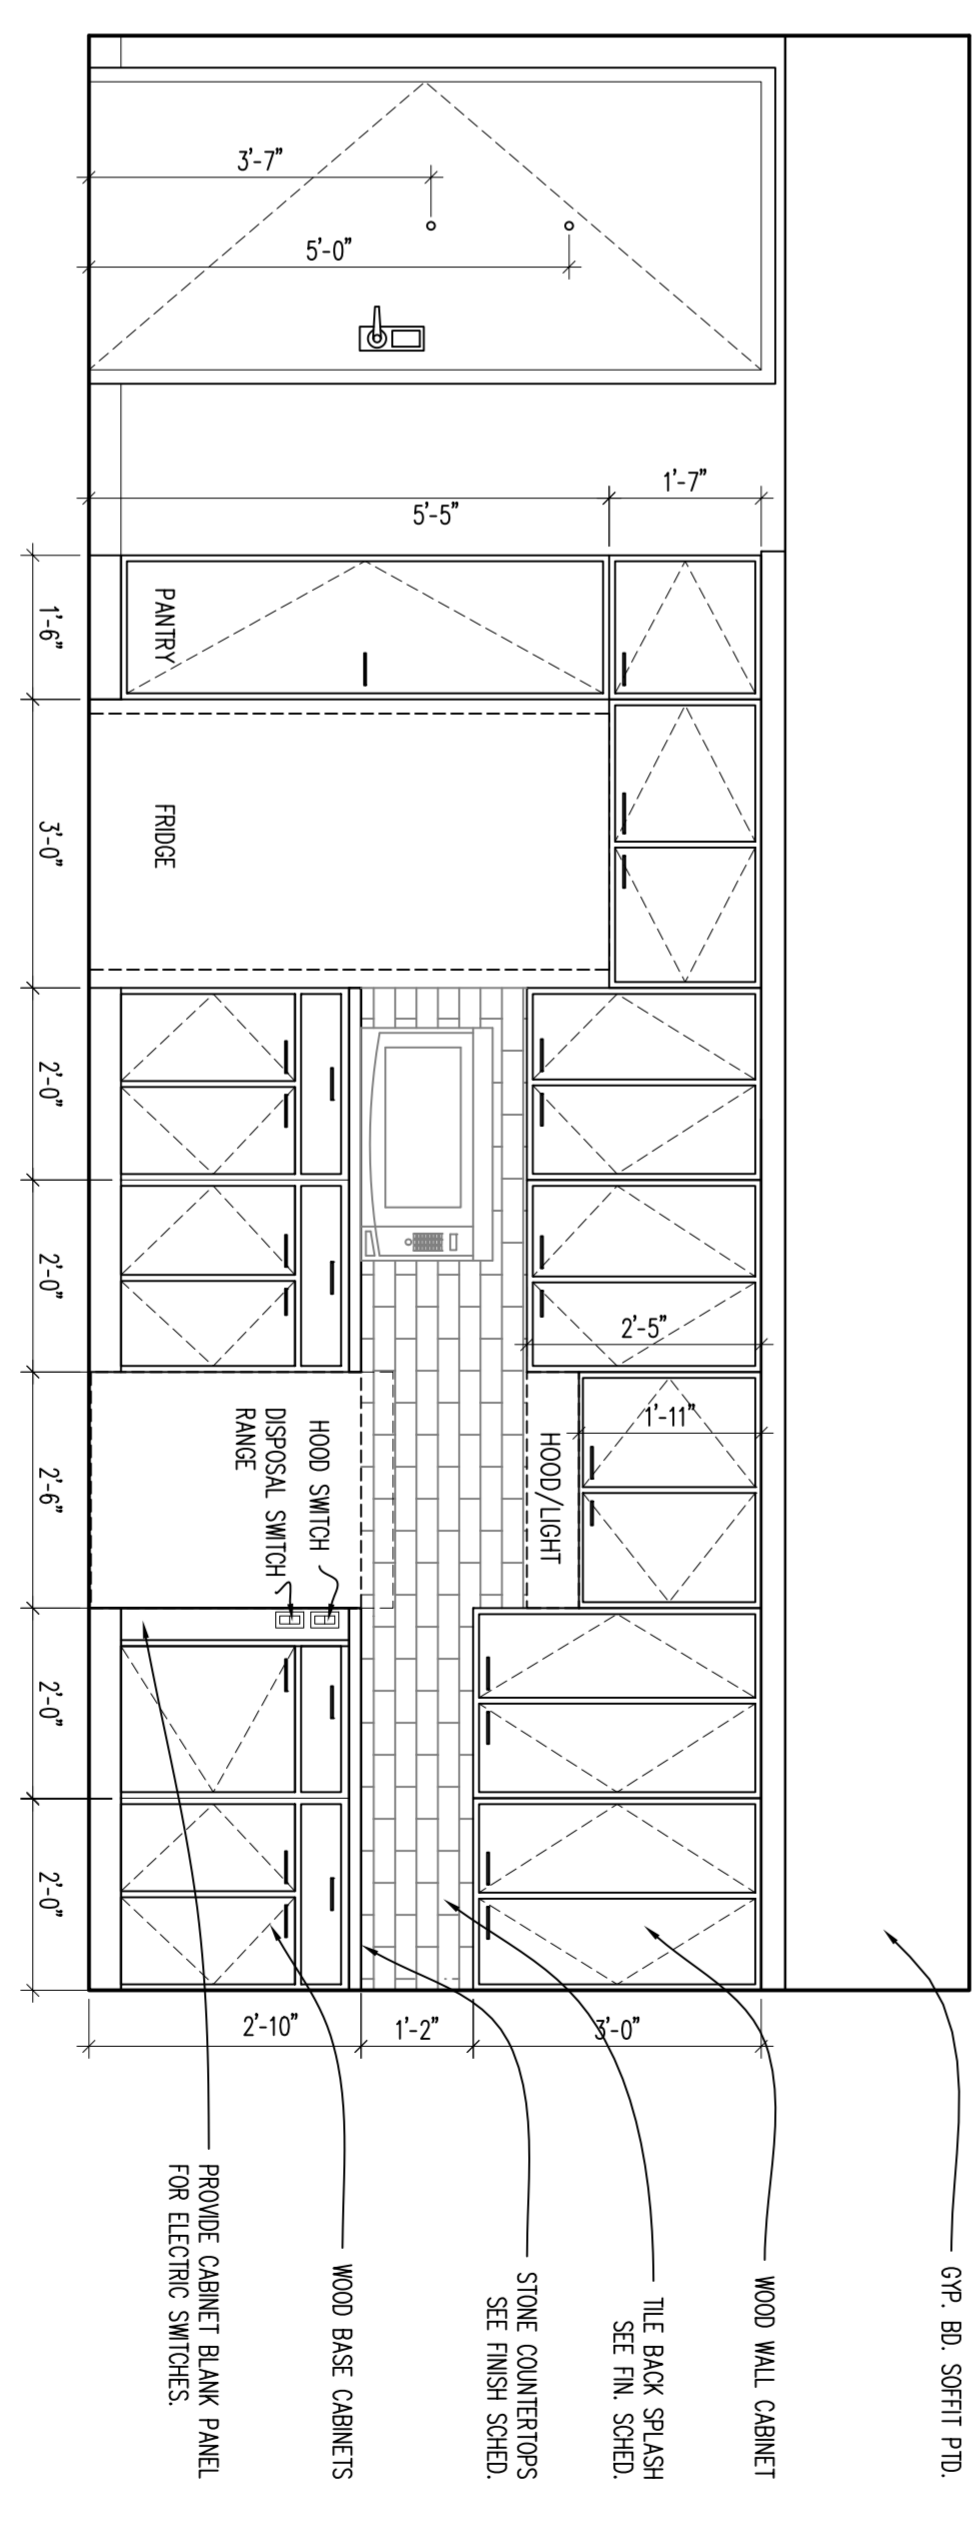 GYP. BD. SOFFIT PTD.
WOOD WALL CABINET
TILE BACK SPLASH
SEE FIN. SCHED.
STONE COUNTERTOPS
SEE FINISH SCHED.
WOOD BASE CABINETS
PROVIDE CABINET BLANK PANEL
FOR ELECTRIC SWITCHES.
3'-7"
5'-0"
1'-7"
5'-5"
PANTRY
FRIDGE
2'-5"
1'-11"
HOOD/LIGHT
HOOD SWITCH
DISPOSAL SWITCH
RANGE
3'-0"
1'-2"
2'-10"
1'-6"
3'-0"
2'-0"
2'-0"
2'-6"
2'-0"
2'-0"